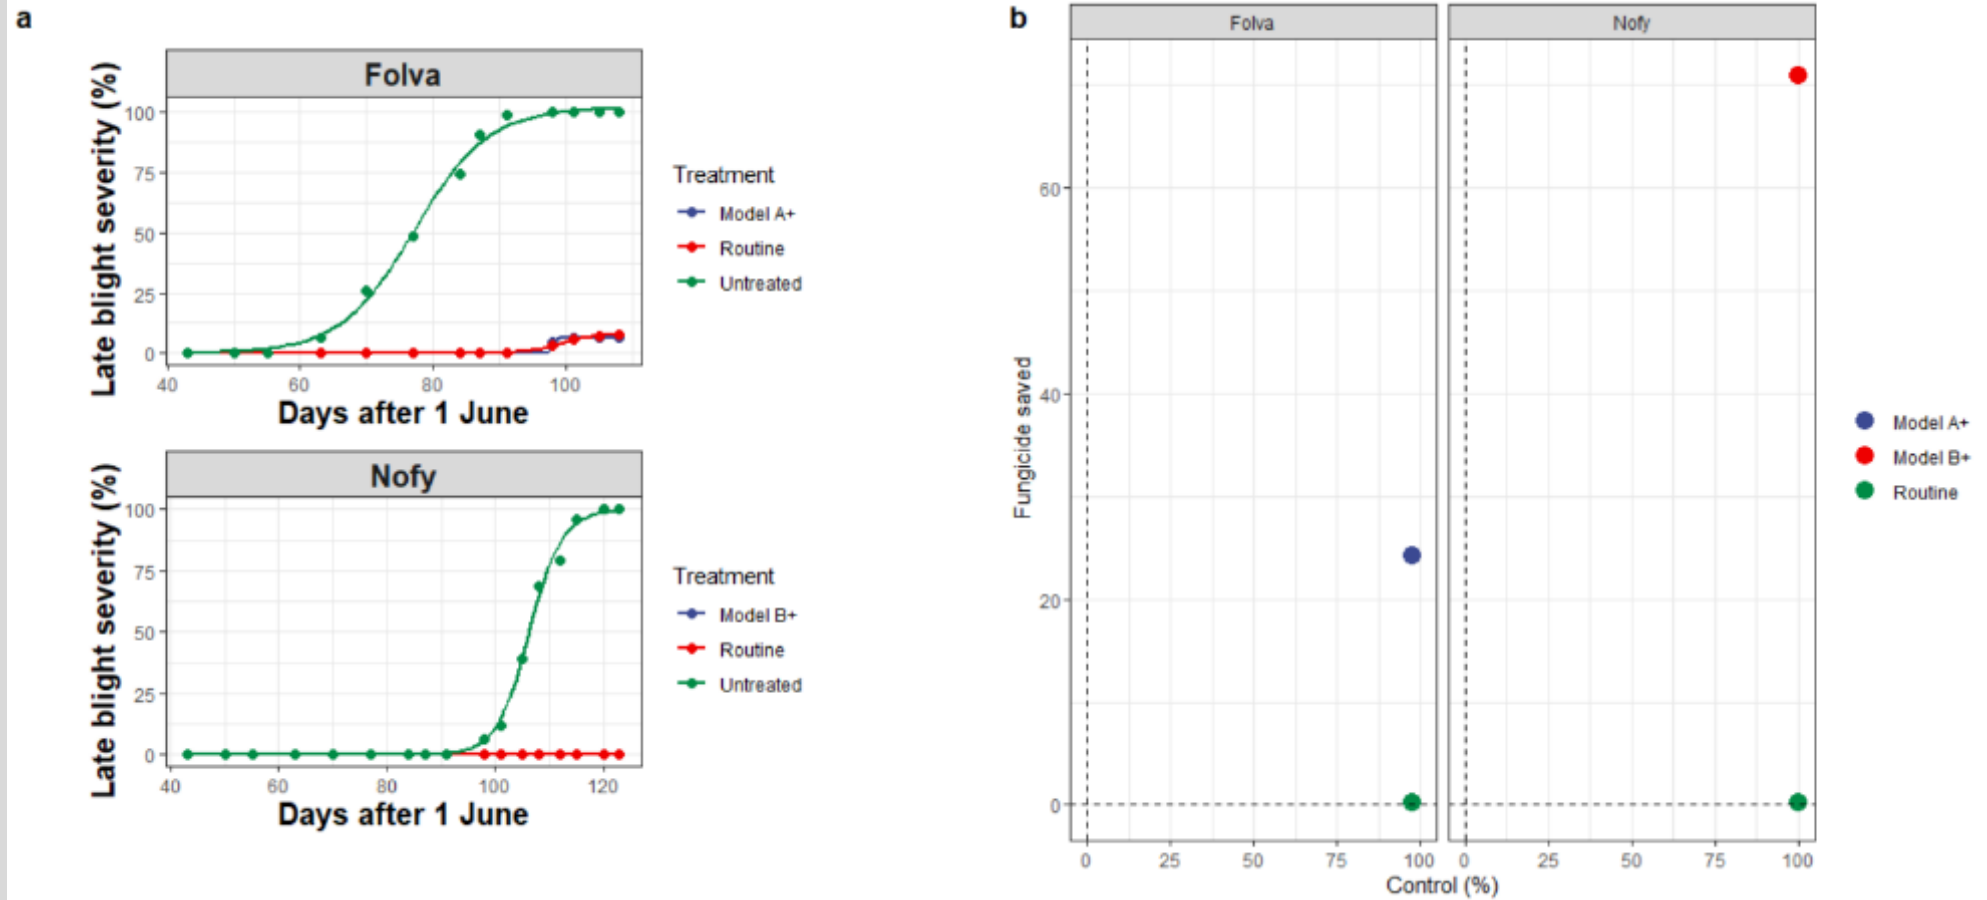 a
Folva
Late blight severity (%)
100
75
50
25
0
40 60 80 100
Days after 1 June
Treatment
Model A+
Routine
Untreated
Nofy
Late blight severity (%)
100
75
50
25
0
40 60 80 100 120
Days after 1 June
Treatment
Model B+
Routine
Untreated
b
Folva
Nofy
Fungicide saved
60
40
20
0
0 25 50 75 100
0 25 50 75 100
Control (%)
Model A+
Model B+
Routine